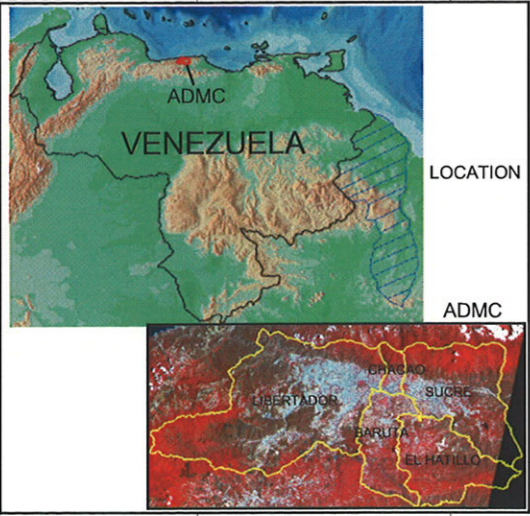 ADMC
VENEZUELA
LOCATION
ADMC
CHACAO
SUCRE
LIBERTADOR
BARUTA
EL HATILLO